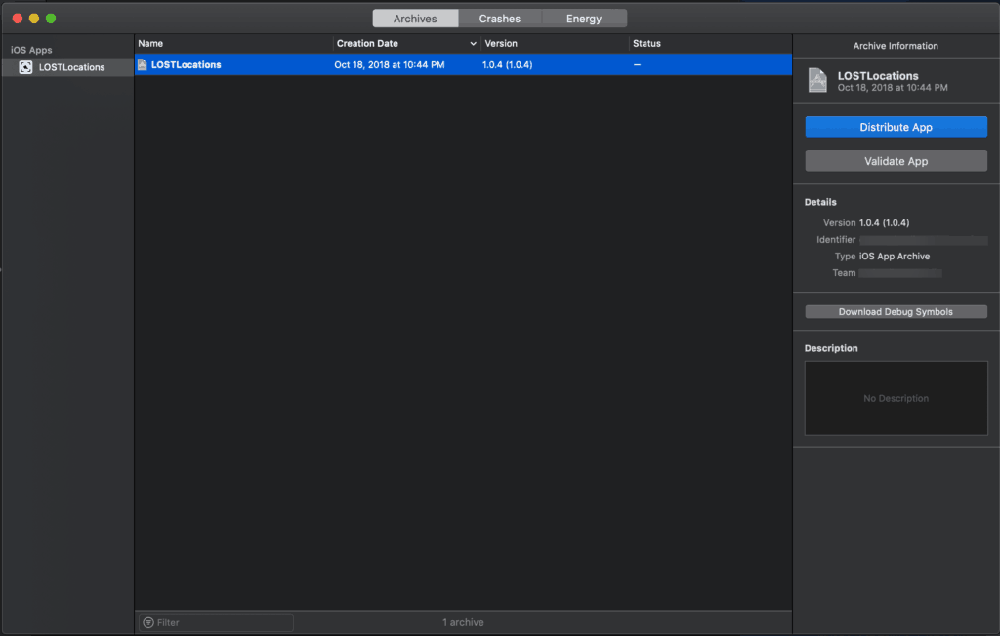 Archives Crashes Energy
iOS Apps
LOSTLocations
Name Creation Date Version Status
LOSTLocations Oct 18, 2018 at 10:44 PM 1.0.4 (1.0.4) --
Filter
1 archive
Archive Information
LOSTLocations
Oct 18, 2018 at 10:44 PM
Distribute App
Validate App
Details
Version 1.0.4 (1.0.4)
Identifier
Type iOS App Archive
Team
Download Debug Symbols
Description
No Description